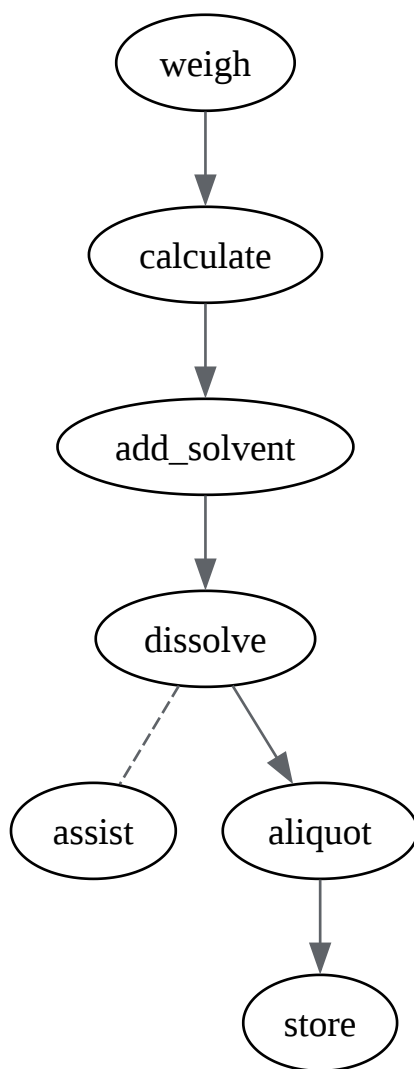 weigh
calculate
add_solvent
dissolve
assist
aliquot
store